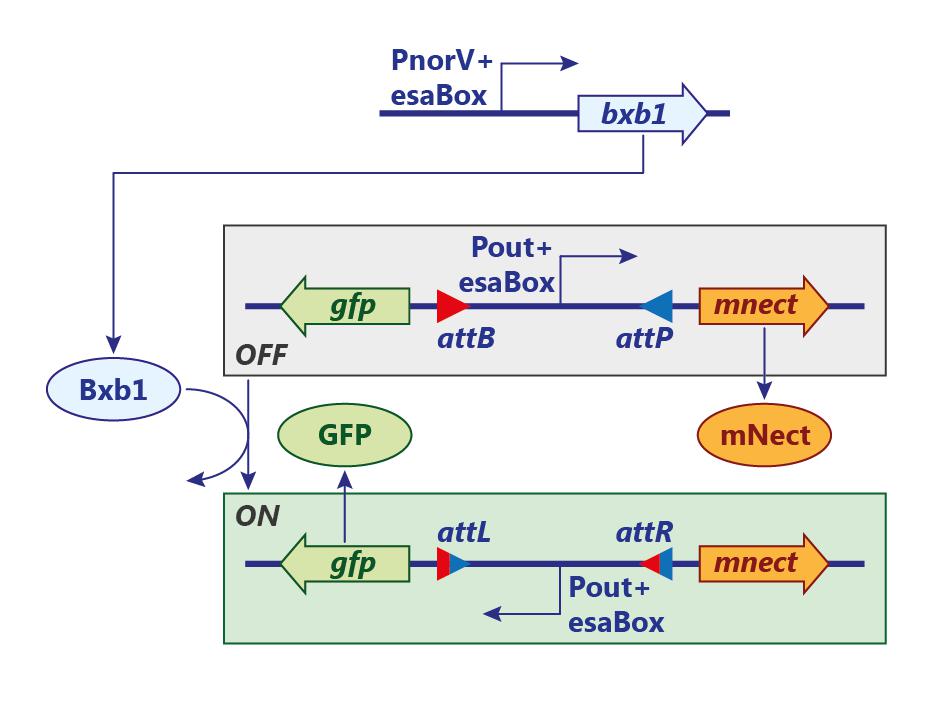 PnorV+
esaBox
bxb1
Pout+
esaBox
gfp
mnect
attB
attP
OFF
Bxb1
GFP
mNect
ON
attL
attR
gfp
mnect
Pout+
esaBox